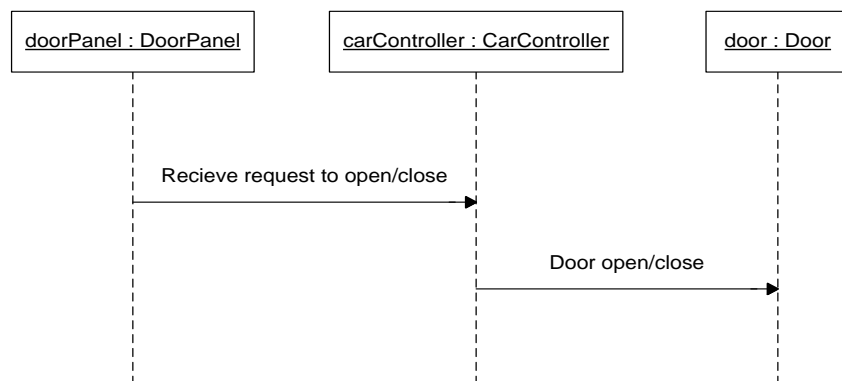 doorPanel : DoorPanel
carController : CarController
door : Door
Recieve request to open/close
Door open/close